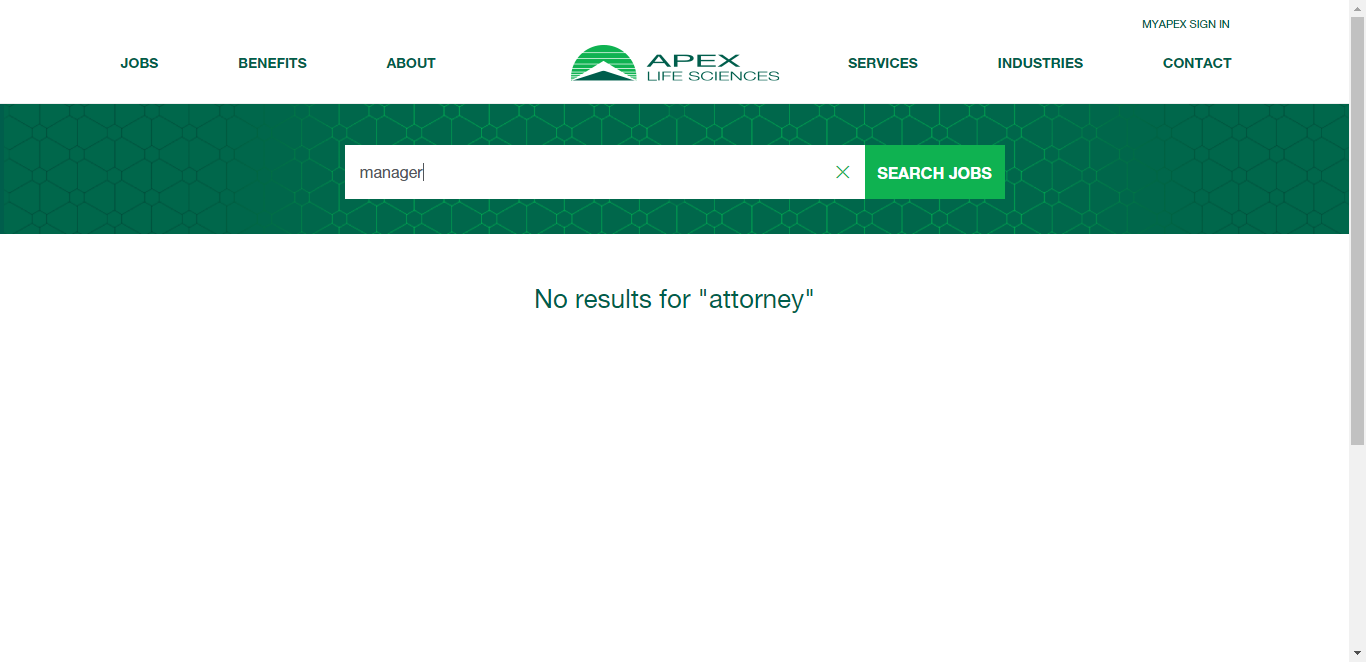 MYAPEX SIGN IN
JOBS BENEFITS ABOUT APEX LIFE SCIENCES SERVICES INDUSTRIES CONTACT
manager SEARCH JOBS
No results for "attorney"